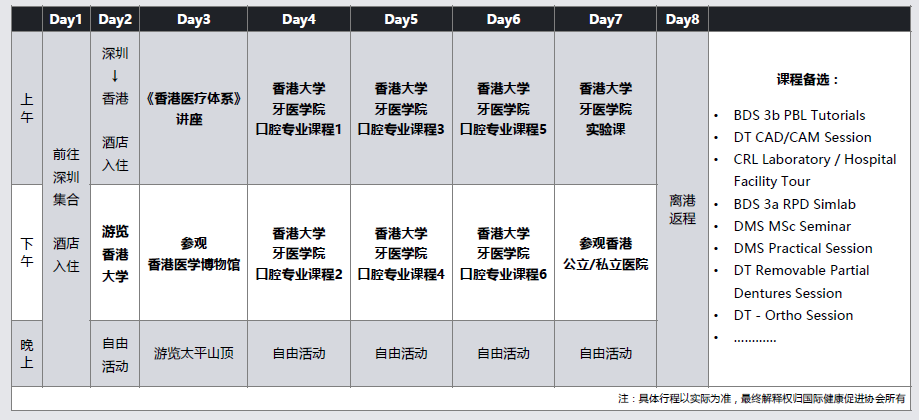 Day1 Day2 Day3 Day4 Day5 Day6 Day7 Day8
上
午
前往
深圳
集合
酒店
入住
深圳
↓
香港
酒店
入住
《香港医疗体系》
讲座
香港大学
牙医学院
口腔专业课程1
香港大学
牙医学院
口腔专业课程3
香港大学
牙医学院
口腔专业课程5
香港大学
牙医学院
实验课
离港
返程
下
午
游览
香港
大学
参观
香港医学博物馆
香港大学
牙医学院
口腔专业课程2
香港大学
牙医学院
口腔专业课程4
香港大学
牙医学院
口腔专业课程6
参观香港
公立/私立医院
晚
上
自由
活动
游览太平山顶
自由活动
自由活动
自由活动
自由活动
课程备选：
• BDS 3b PBL Tutorials
• DT CAD/CAM Session
• CRL Laboratory / Hospital
Facility Tour
• BDS 3a RPD Simlab
• DMS MSc Seminar
• DMS Practical Session
• DT Removable Partial
Dentures Session
• DT - Ortho Session
• …………
注：具体行程以实际为准，最终解释权归国际健康促进协会所有